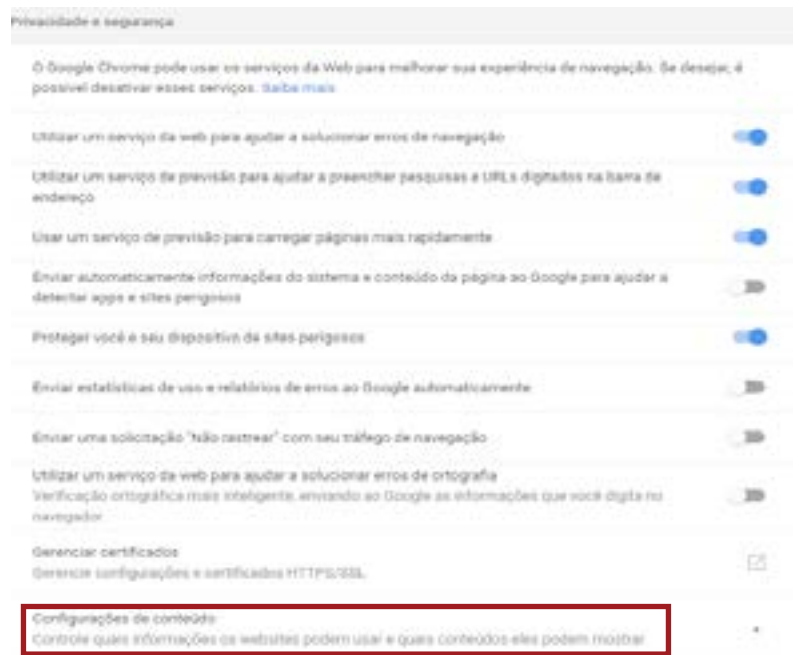 Privacidade e segurança
O Google Chrome pode usar os serviços da Web para melhorar sua experiência de navegação. Se desejar, é
possível desativar esses serviços. Saiba mais
Utilizar um serviço da web para ajudar a solucionar erros de navegação
Utilizar um serviço de previsão para ajudar a preencher pesquisas e URLs digitados na barra de
endereço
Usar um serviço de previsão para carregar páginas mais rapidamente
Enviar automaticamente informações do sistema e conteúdo da página ao Google para ajudar a
detectar apps e sites perigosos
Proteger você e seu dispositivo de sites perigosos
Enviar estatísticas de uso e relatórios de erros ao Google automaticamente
Enviar uma solicitação "Não rastrear" com seu tráfego de navegação
Utilizar um serviço da web para ajudar a solucionar erros de ortografia
Verificação ortográfica mais inteligente, enviando ao Google as informações que você digita no
navegador
Gerenciar certificados
Gerencie configurações e certificados HTTPS/SSL
Configurações de conteúdo
Controle quais informações os websites podem usar e quais conteúdos eles podem mostrar